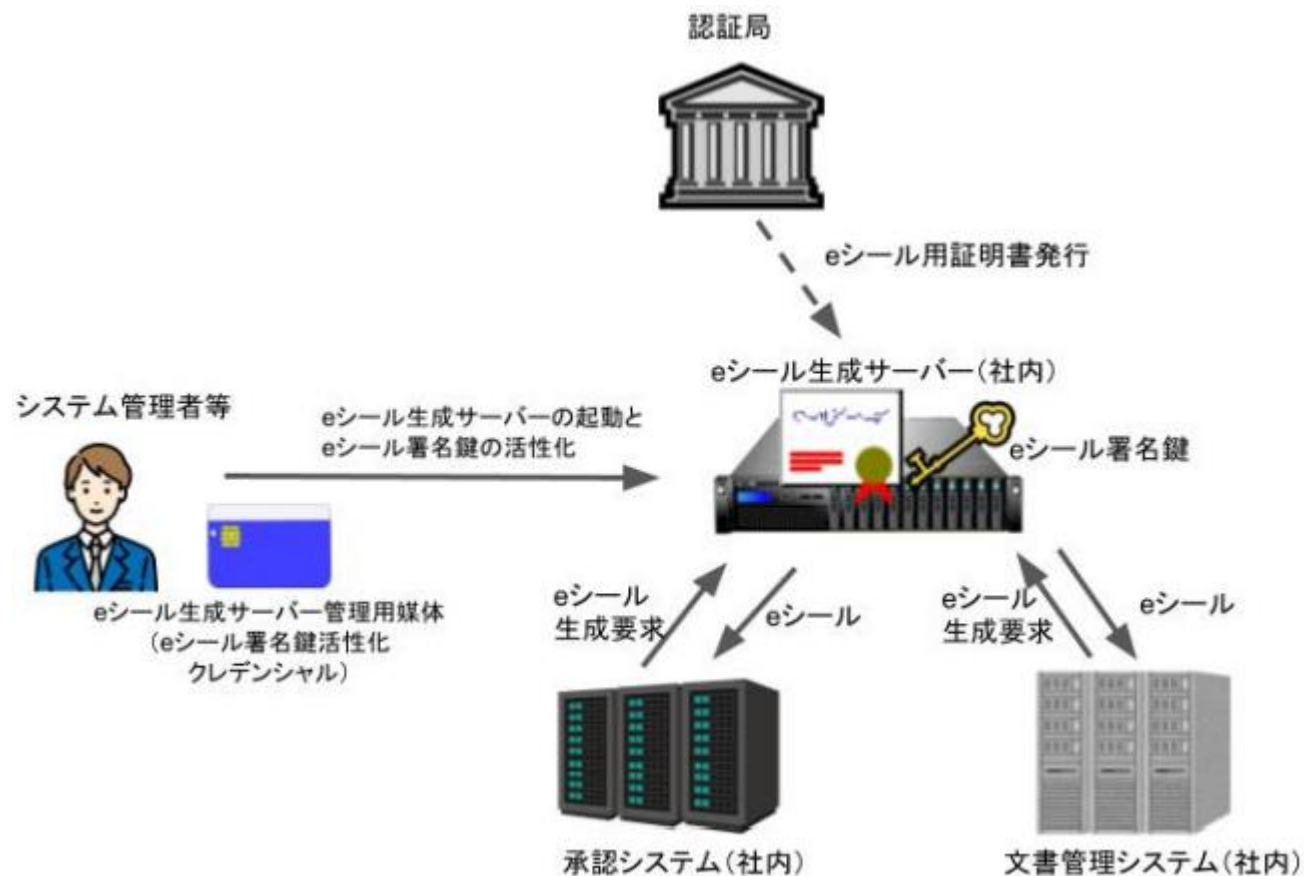 認証局
eシール用証明書発行
eシール生成サーバー(社内)
システム管理者等
eシール生成サーバーの起動と
eシール署名鍵の活性化
eシール署名鍵
eシール生成サーバー管理用媒体
(eシール署名鍵活性化
クレデンシャル)
eシール
生成要求
eシール
eシール
生成要求
eシール
承認システム(社内)
文書管理システム(社内)